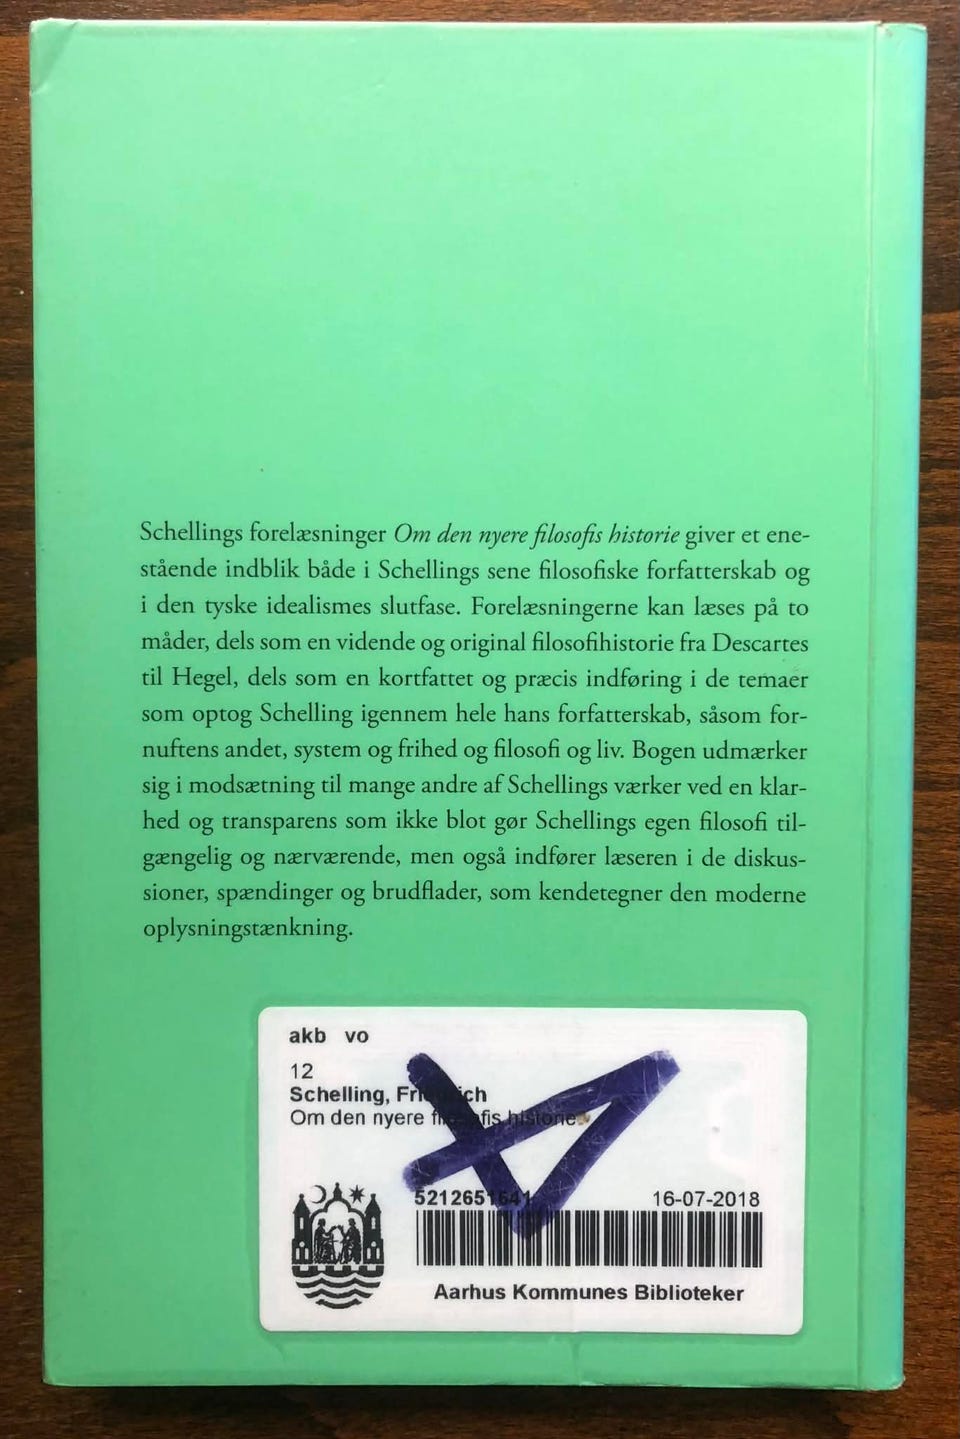 Schellings forelæsninger Om den nyere filosofis historie giver et ene-
stående indblik både i Schellings sene filosofiske forfatterskab og
i den tyske idealismes slutfase. Forelæsningerne kan læses på to
måder, dels som en vidende og original filosofihistorie fra Descartes
til Hegel, dels som en kortfattet og præcis indføring i de temaer
som optog Schelling igennem hele hans forfatterskab, såsom for-
nuftens andet, system og frihed og filosofi og liv. Bogen udmærker
sig i modsætning til mange andre af Schellings værker ved en klar-
hed og transparens som ikke blot gør Schellings egen filosofi til-
gængelig og nærværende, men også indfører læseren i de diskus-
sioner, spændinger og brudflader, som kendetegner den moderne
oplysningstænkning.
akb vo
12
Schelling, Friedrich
Om den nyere filosofis historie
5212651641 16-07-2018
Aarhus Kommunes Biblioteker